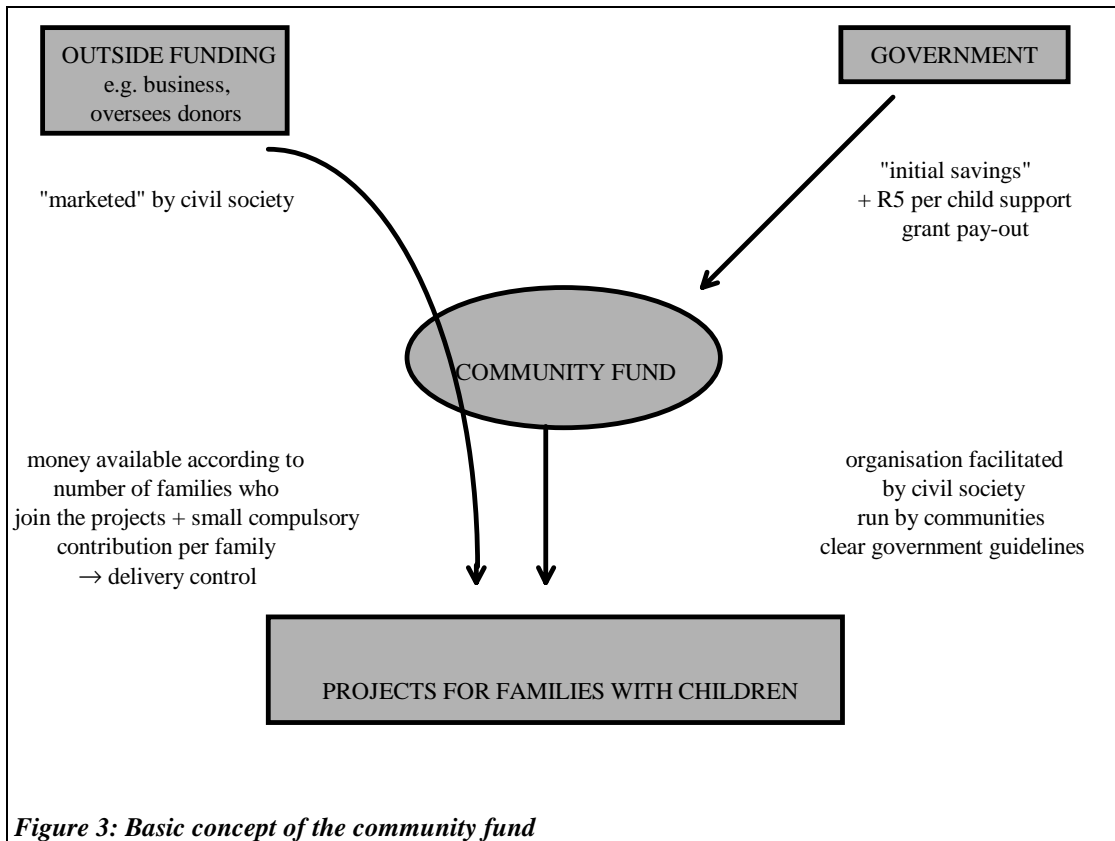 OUTSIDE FUNDING
e.g. business,
oversees donors
GOVERNMENT
"marketed" by civil society
"initial savings"
+ R5 per child support
grant pay-out
COMMUNITY FUND
money available according to
number of families who
join the projects + small compulsory
contribution per family
→ delivery control
organisation facilitated
by civil society
run by communities
clear government guidelines
PROJECTS FOR FAMILIES WITH CHILDREN
Figure 3: Basic concept of the community fund